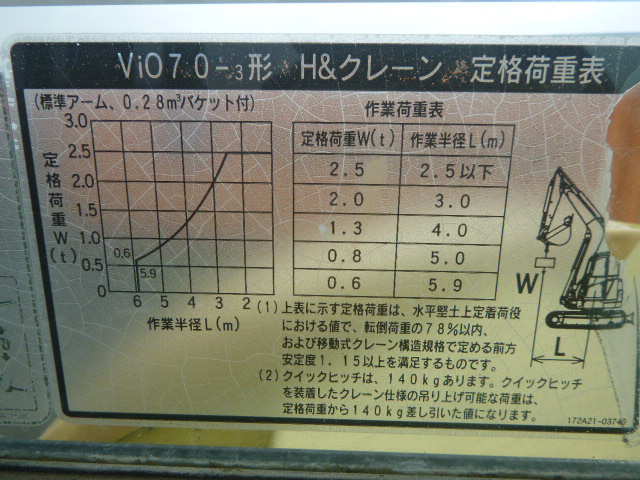 ViO70-3形 H&クレーン 定格荷重表
(標準アーム、0.28m³バケット付)
定格荷重W(t)
3.0
2.5
2.0
1.5
1.0
0.5
0
0.6
5.9
6 5 4 3 2
作業半径L(m)
作業荷重表
定格荷重W(t) 作業半径L(m)
2.5 2.5以下
2.0 3.0
1.3 4.0
0.8 5.0
0.6 5.9
W
L
(1)上表に示す定格荷重は、水平堅土上定着荷役
における値で、転倒荷重の78%以内、
および移動式クレーン構造規格で定める前方
安定度1.15以上を満足するものです。
(2)クイックヒッチは、140kgあります。クイックヒッチ
を装着したクレーン仕様の吊り上げ可能な荷重は、
定格荷重から140kg差し引いた値になります。
172A21-03740